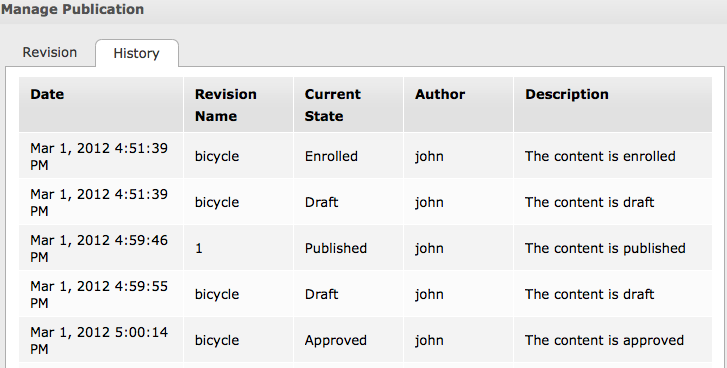 Manage Publication
Revision History
Date Revision Name Current State Author Description
Mar 1, 2012 4:51:39 PM bicycle Enrolled john The content is enrolled
Mar 1, 2012 4:51:39 PM bicycle Draft john The content is draft
Mar 1, 2012 4:59:46 PM 1 Published john The content is published
Mar 1, 2012 4:59:55 PM bicycle Draft john The content is draft
Mar 1, 2012 5:00:14 PM bicycle Approved john The content is approved